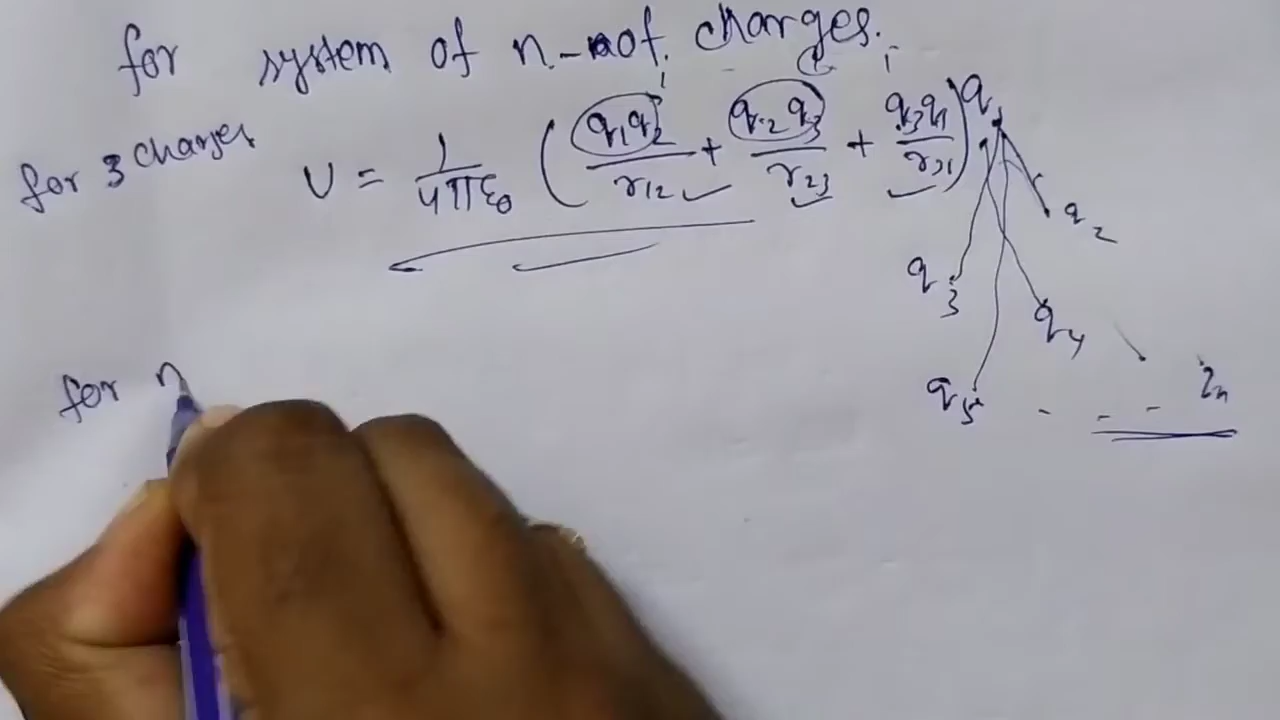 for system of n-no of. charges.
for 3 charges U = 1/4πε0 ( q1q2/r12 + q2q3/r23 + q3q1/r31 )
q1
q2
q3
q4
q5 - - - qn
for n